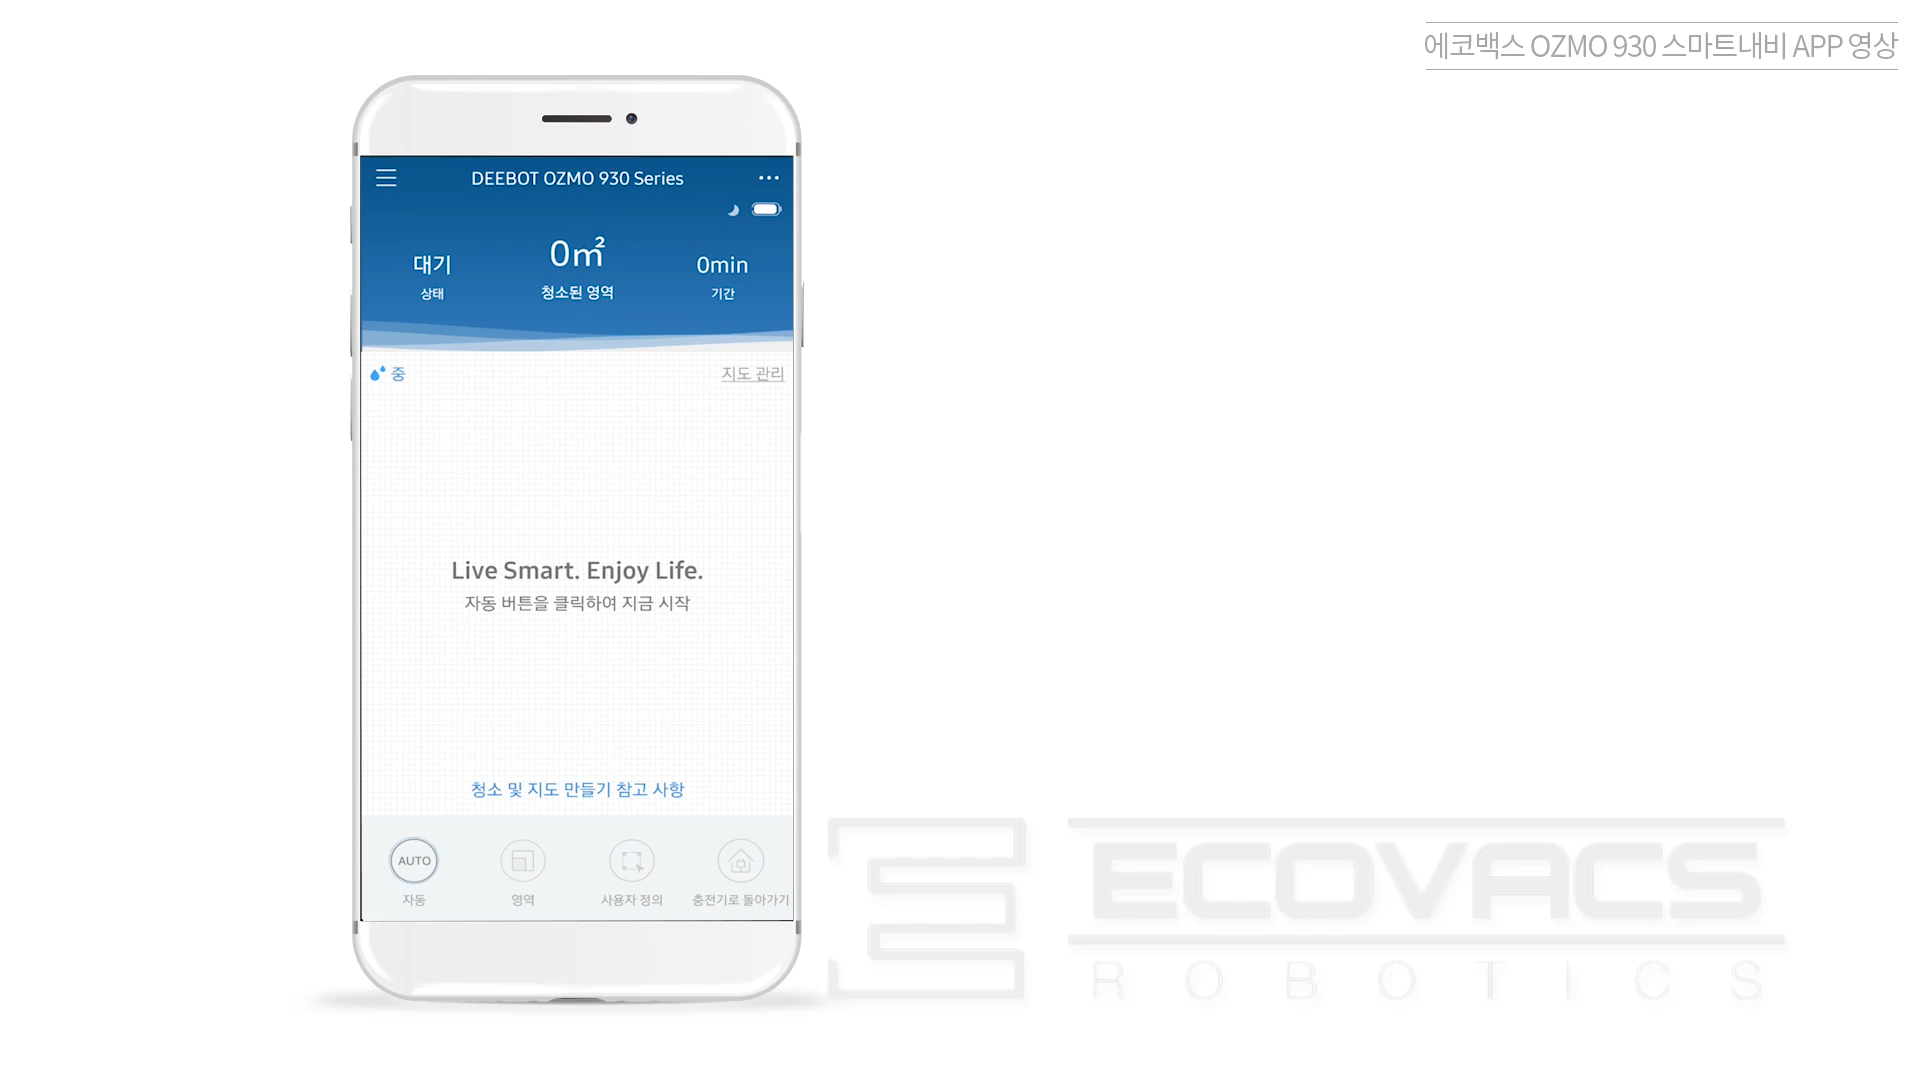 에코백스 OZMO 930 스마트내비 APP 영상
DEEBOT OZMO 930 Series
대기
상태
0㎡
청소된 영역
0min
기간
중
지도 관리
Live Smart. Enjoy Life.
자동 버튼을 클릭하여 지금 시작
청소 및 지도 만들기 참고 사항
AUTO
자동
영역
사용자 정의
충전기로 돌아가기
ECOVACS
ROBOTICS